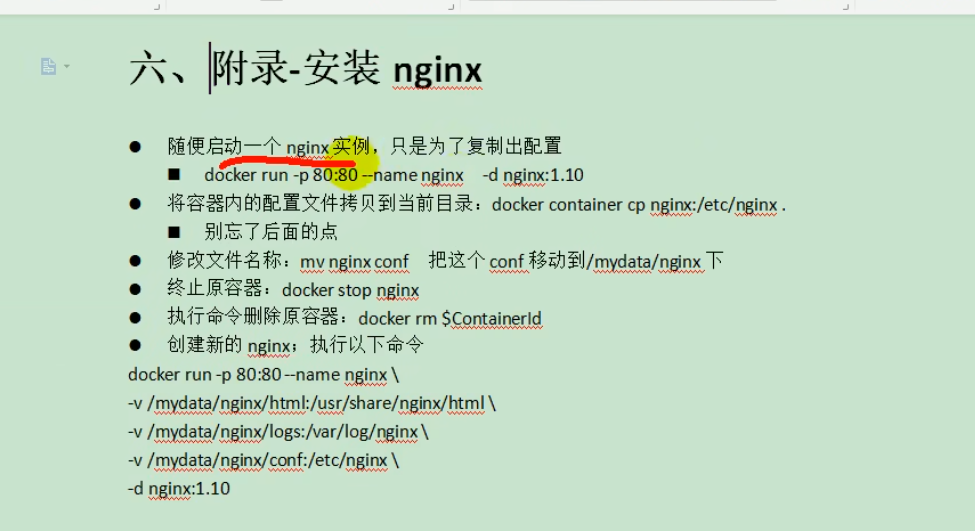 六、附录-安装 nginx
● 随便启动一个 nginx 实例，只是为了复制出配置
■ docker run -p 80:80 --name nginx -d nginx:1.10
● 将容器内的配置文件拷贝到当前目录：docker container cp nginx:/etc/nginx .
■ 别忘了后面的点
● 修改文件名称：mv nginx conf 把这个 conf 移动到/mydata/nginx 下
● 终止原容器：docker stop nginx
● 执行命令删除原容器：docker rm $ContainerId
● 创建新的 nginx；执行以下命令
docker run -p 80:80 --name nginx \
-v /mydata/nginx/html:/usr/share/nginx/html \
-v /mydata/nginx/logs:/var/log/nginx \
-v /mydata/nginx/conf:/etc/nginx \
-d nginx:1.10